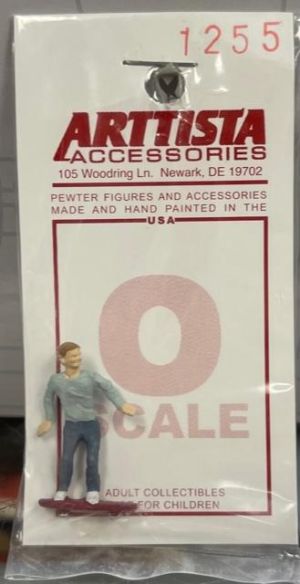 1255
ARTTISTA
ACCESSORIES
105 Woodring Ln. Newark, DE 19702
PEWTER FIGURES AND ACCESSORIES
MADE AND HAND PAINTED IN THE
USA
O
SCALE
ADULT COLLECTIBLES
FOR CHILDREN